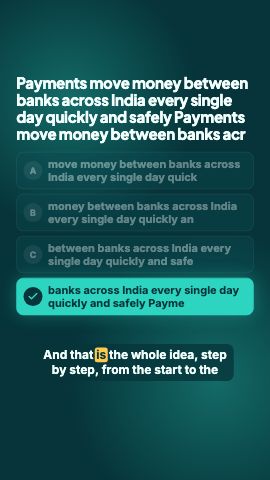 Payments move money between
banks across India every single
day quickly and safely Payments
move money between banks acr
A move money between banks across
India every single day quick
B money between banks across India
every single day quickly an
C between banks across India every
single day quickly and safe
banks across India every single day
quickly and safely Payme
And that is the whole idea, step
by step, from the start to the